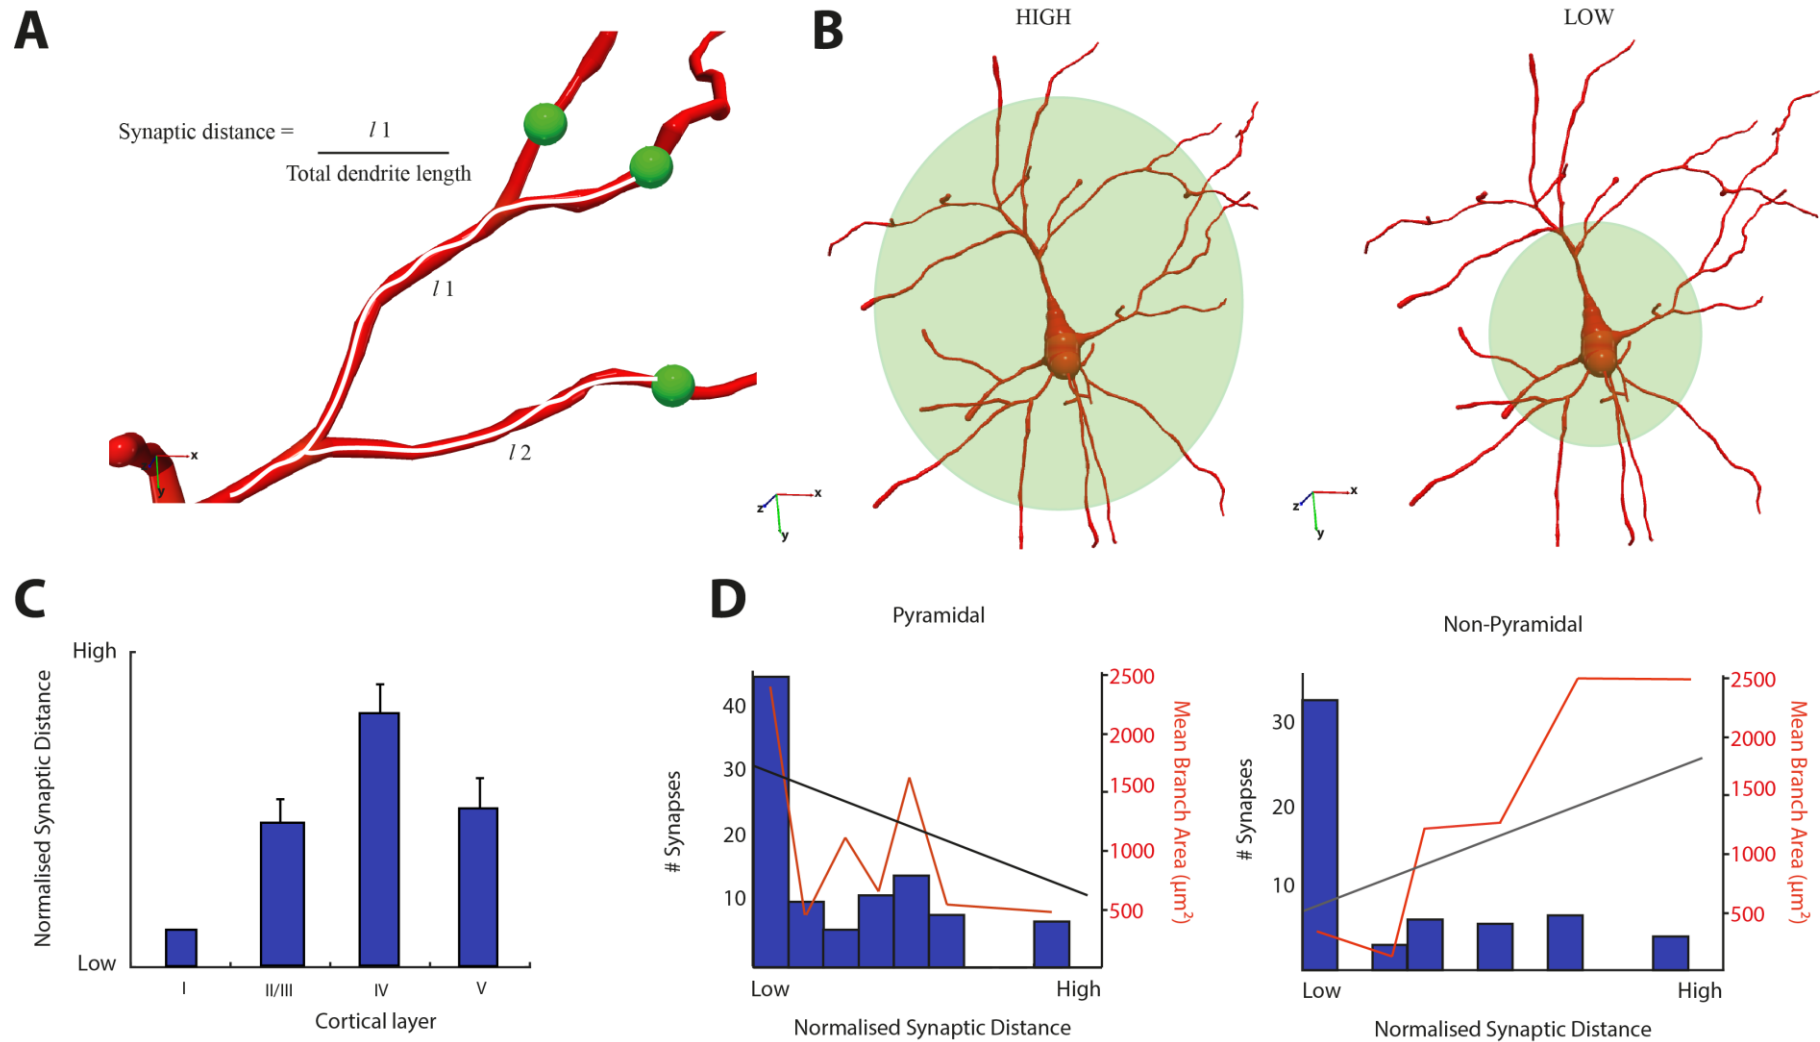 A
Synaptic distance =
l 1
Total dendrite length
l 1
l 2
x
y
B
HIGH
LOW
x
z
y
x
z
y
C
High
Normalised Synaptic Distance
Low
I
II/III
IV
V
Cortical layer
D
Pyramidal
40
30
20
10
# Synapses
2500
2000
1500
1000
500
Mean Branch Area (µm²)
Low
High
Normalised Synaptic Distance
Non-Pyramidal
30
20
10
# Synapses
2500
2000
1500
1000
500
Mean Branch Area (µm²)
Low
High
Normalised Synaptic Distance